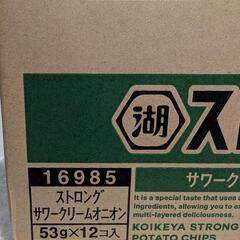 湖 スト
サワーク
16985
ストロング
サワークリームオニオン
53g×12コ入
It is a special taste that uses
ingredients, allowing you to
multi-layered deliciousness.
KOIKEYA STRONG
POTATO CHIPS